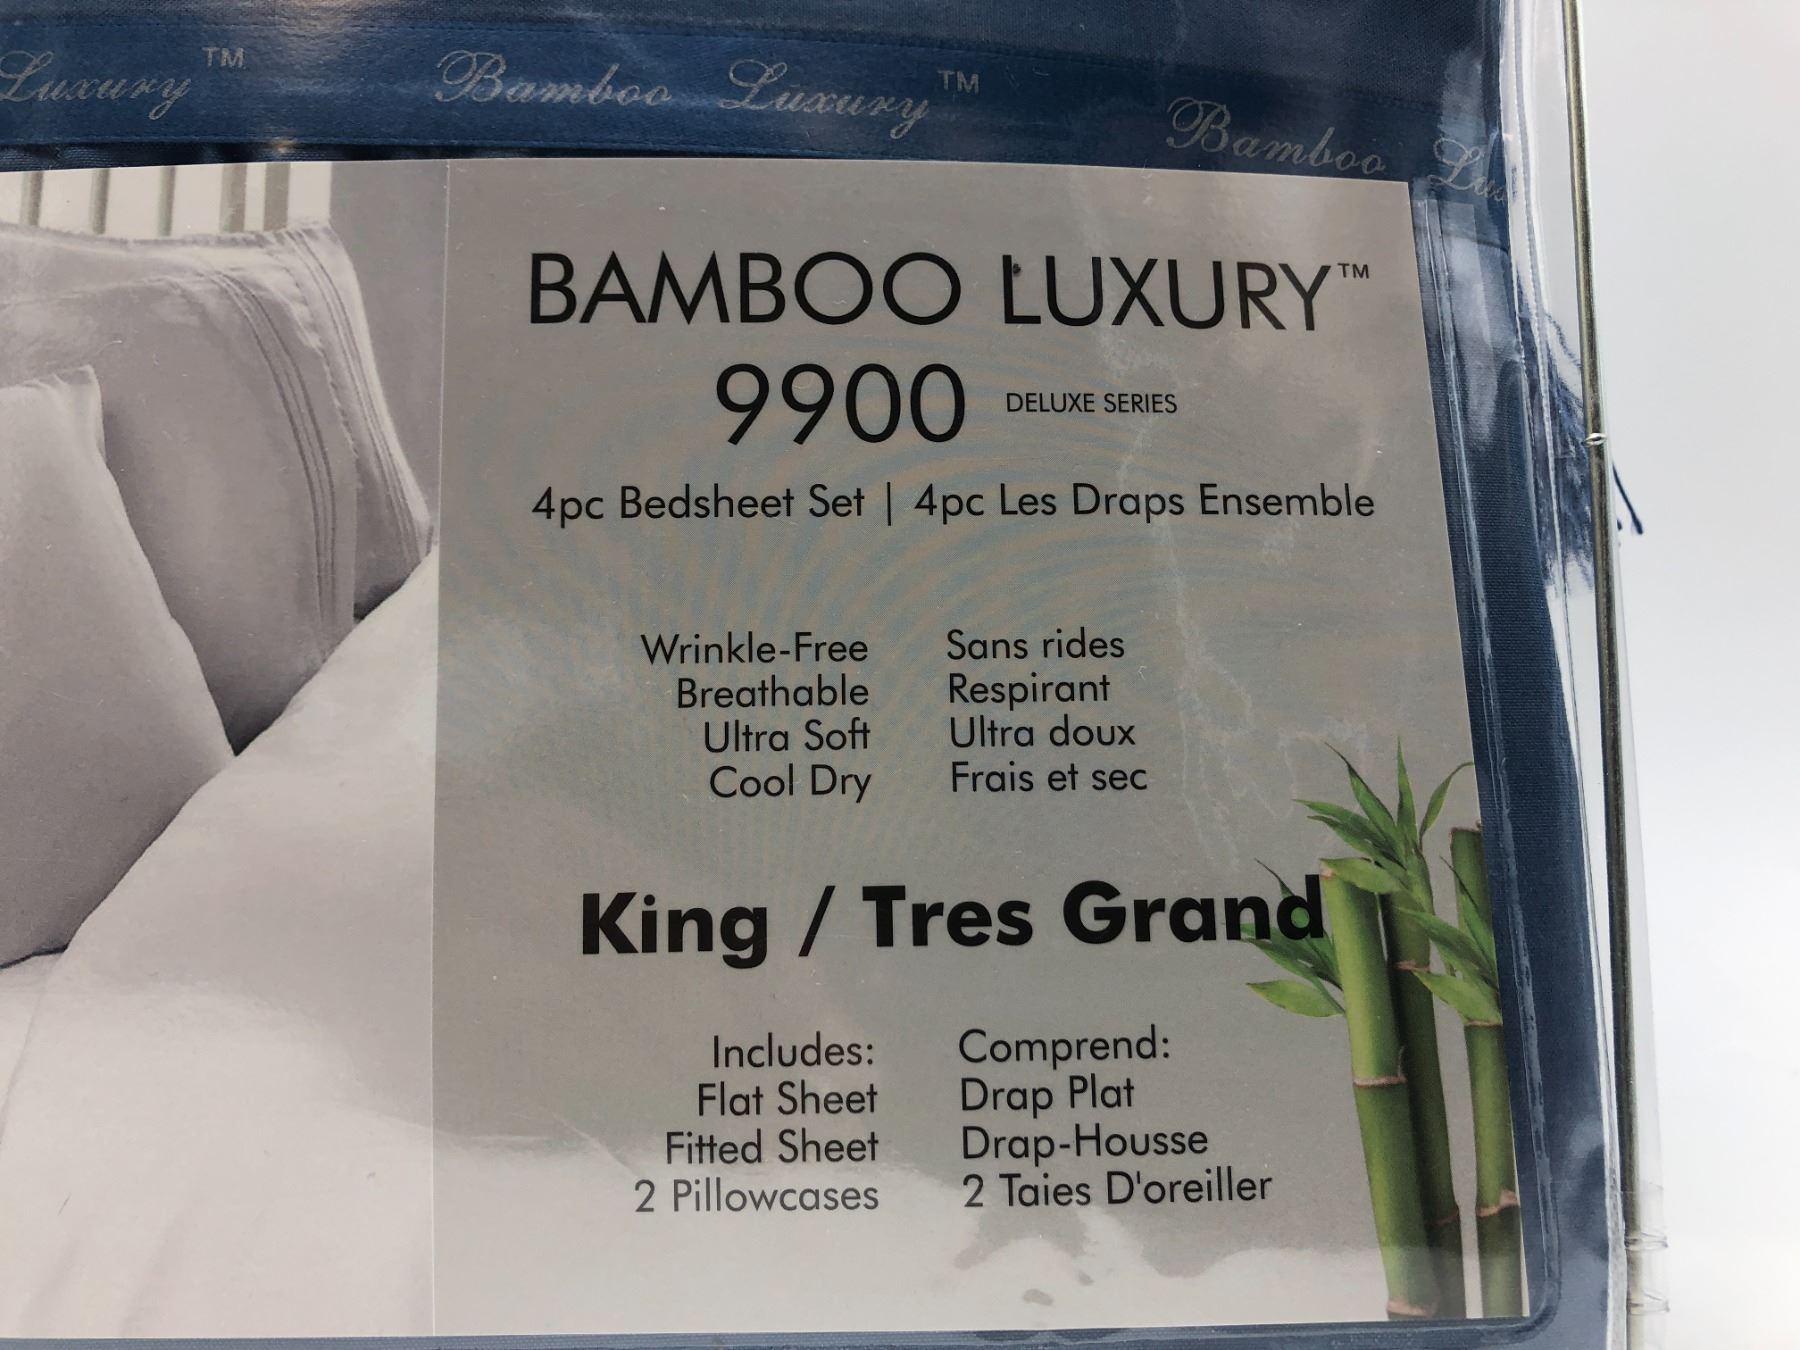 Luxury™ Bamboo Luxury™ Bamboo
BAMBOO LUXURY™
9900 DELUXE SERIES
4pc Bedsheet Set | 4pc Les Draps Ensemble
Wrinkle-Free Sans rides
Breathable Respirant
Ultra Soft Ultra doux
Cool Dry Frais et sec
King / Tres Grand
Includes: Comprend:
Flat Sheet Drap Plat
Fitted Sheet Drap-Housse
2 Pillowcases 2 Taies D'oreiller